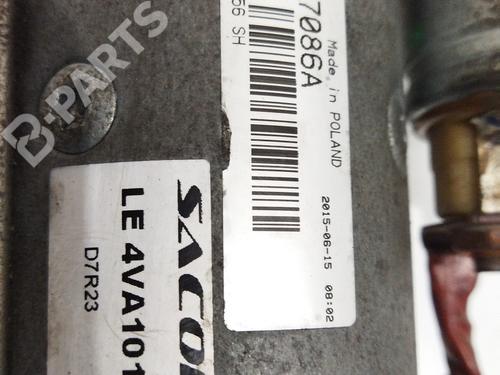 7086A
56 SH
Made in POLAND
2015-06-15 08:02
SACO
LE 4VA101
D7R23
B-PARTS